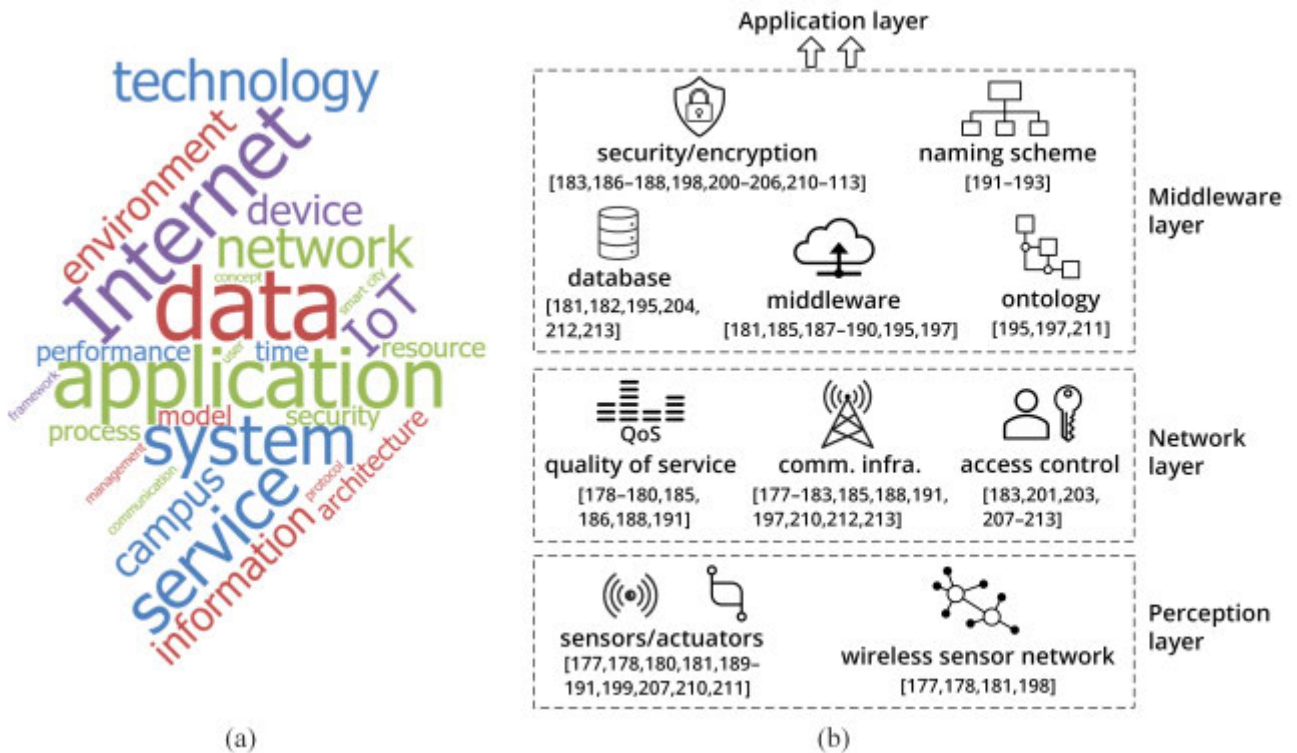 technology
environment
Internet
device
network
concept
data
smart city
IoT
performance
user
time
resource
framework
application
model
security
process
system
architecture
management
communication
protocol
campus
service
information
(a)
Application layer
security/encryption
[183,186–188,198,200–206,210–113]
naming scheme
[191–193]
database
[181,182,195,204,
212,213]
middleware
[181,185,187–190,195,197]
ontology
[195,197,211]
Middleware
layer
QoS
quality of service
[178–180,185,
186,188,191]
comm. infra.
[177–183,185,188,191,
197,210,212,213]
access control
[183,201,203,
207–213]
Network
layer
sensors/actuators
[177,178,180,181,189–
191,199,207,210,211]
wireless sensor network
[177,178,181,198]
Perception
layer
(b)